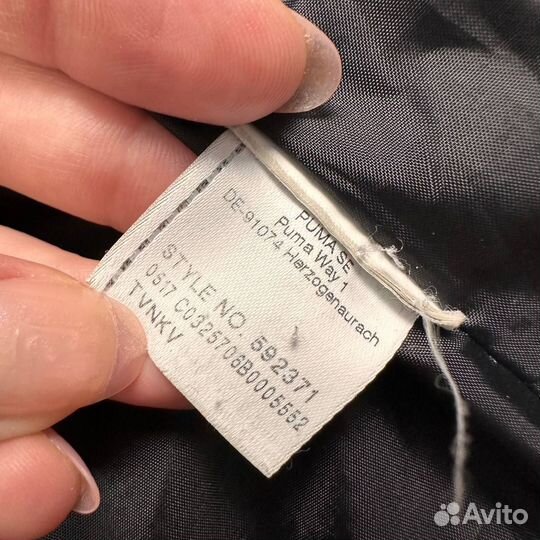 PUMA SE
Puma Way 1
DE-91074 Herzogenaurach
STYLE NO. 592371
0517 C0325706B0005552
TVNKV
Avito